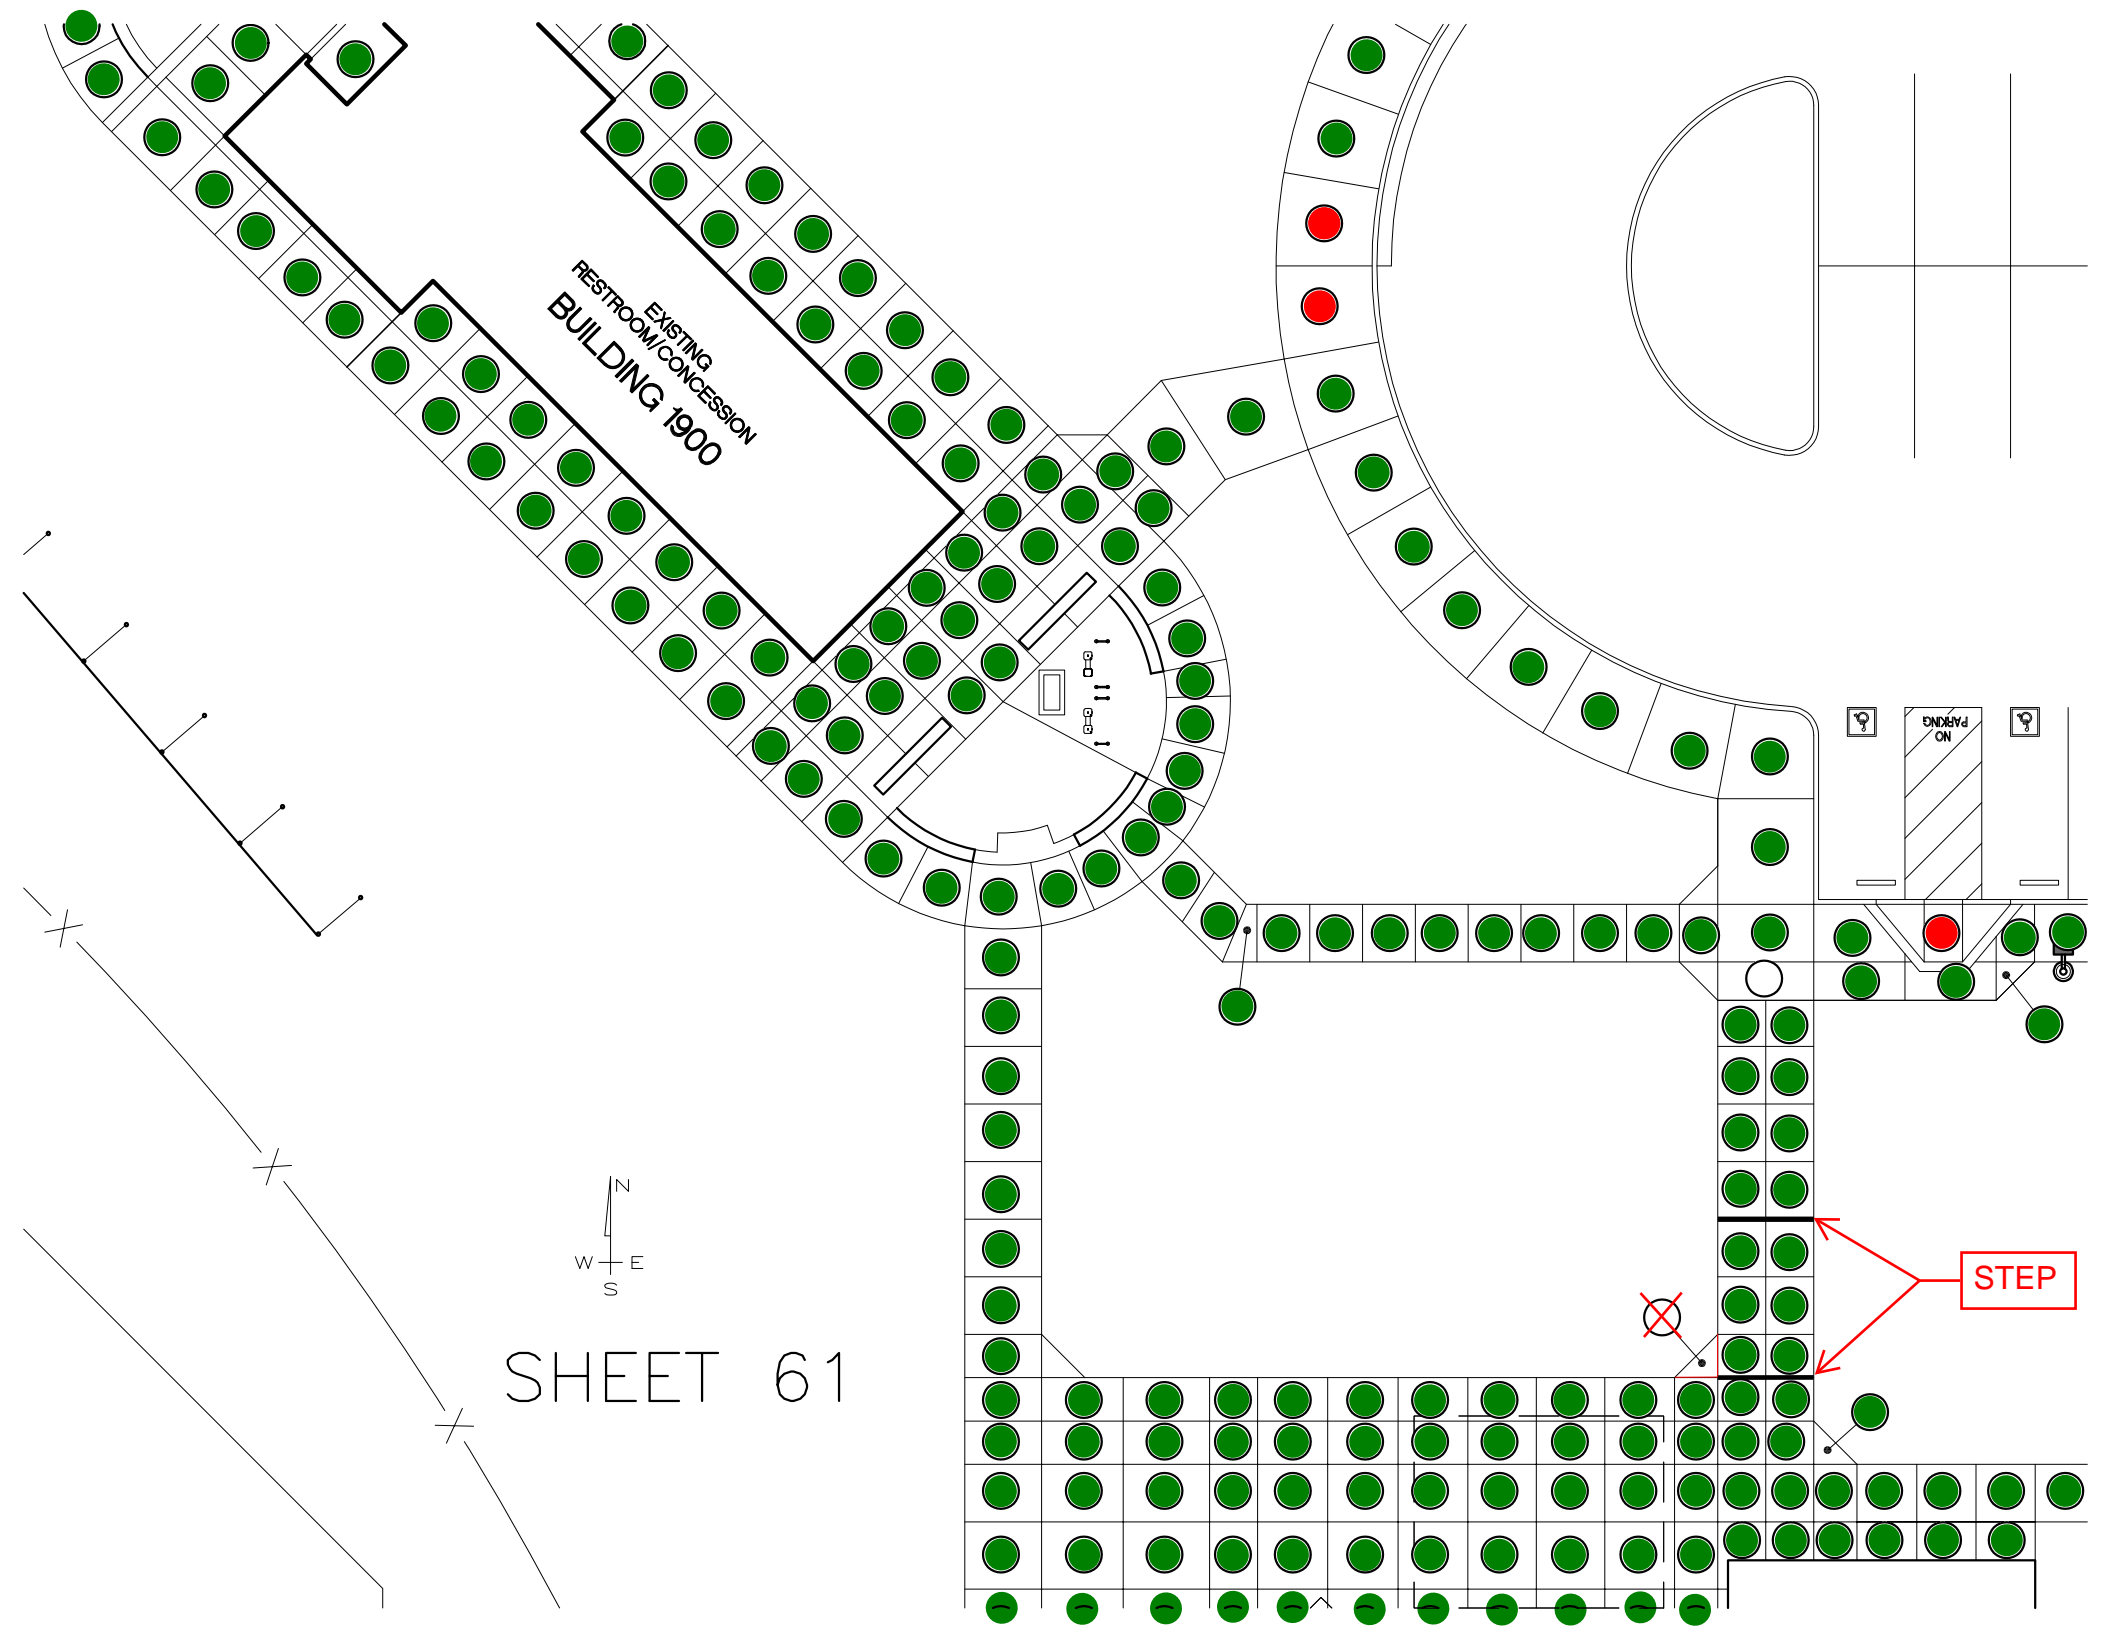 EXISTING
RESTROOM/CONCESSION
BUILDING 1900
NO
PARKING
N
W E
S
STEP
SHEET 61